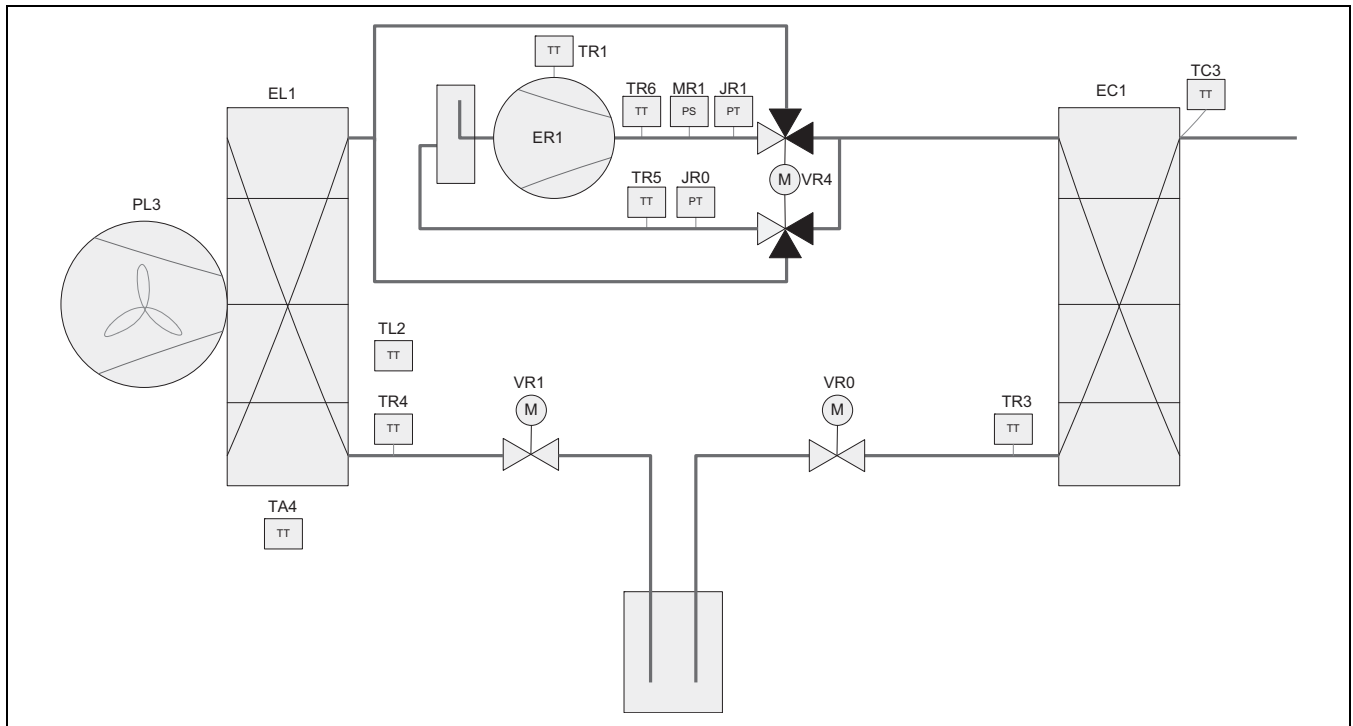 TT TR1
TC3
TT
EL1
TR6 MR1 JR1
TT PS PT
EC1
ER1
TR5 JR0
TT PT
M VR4
PL3
TL2
TT
VR1
M
VR0
M
TR4
TT
TR3
TT
TA4
TT